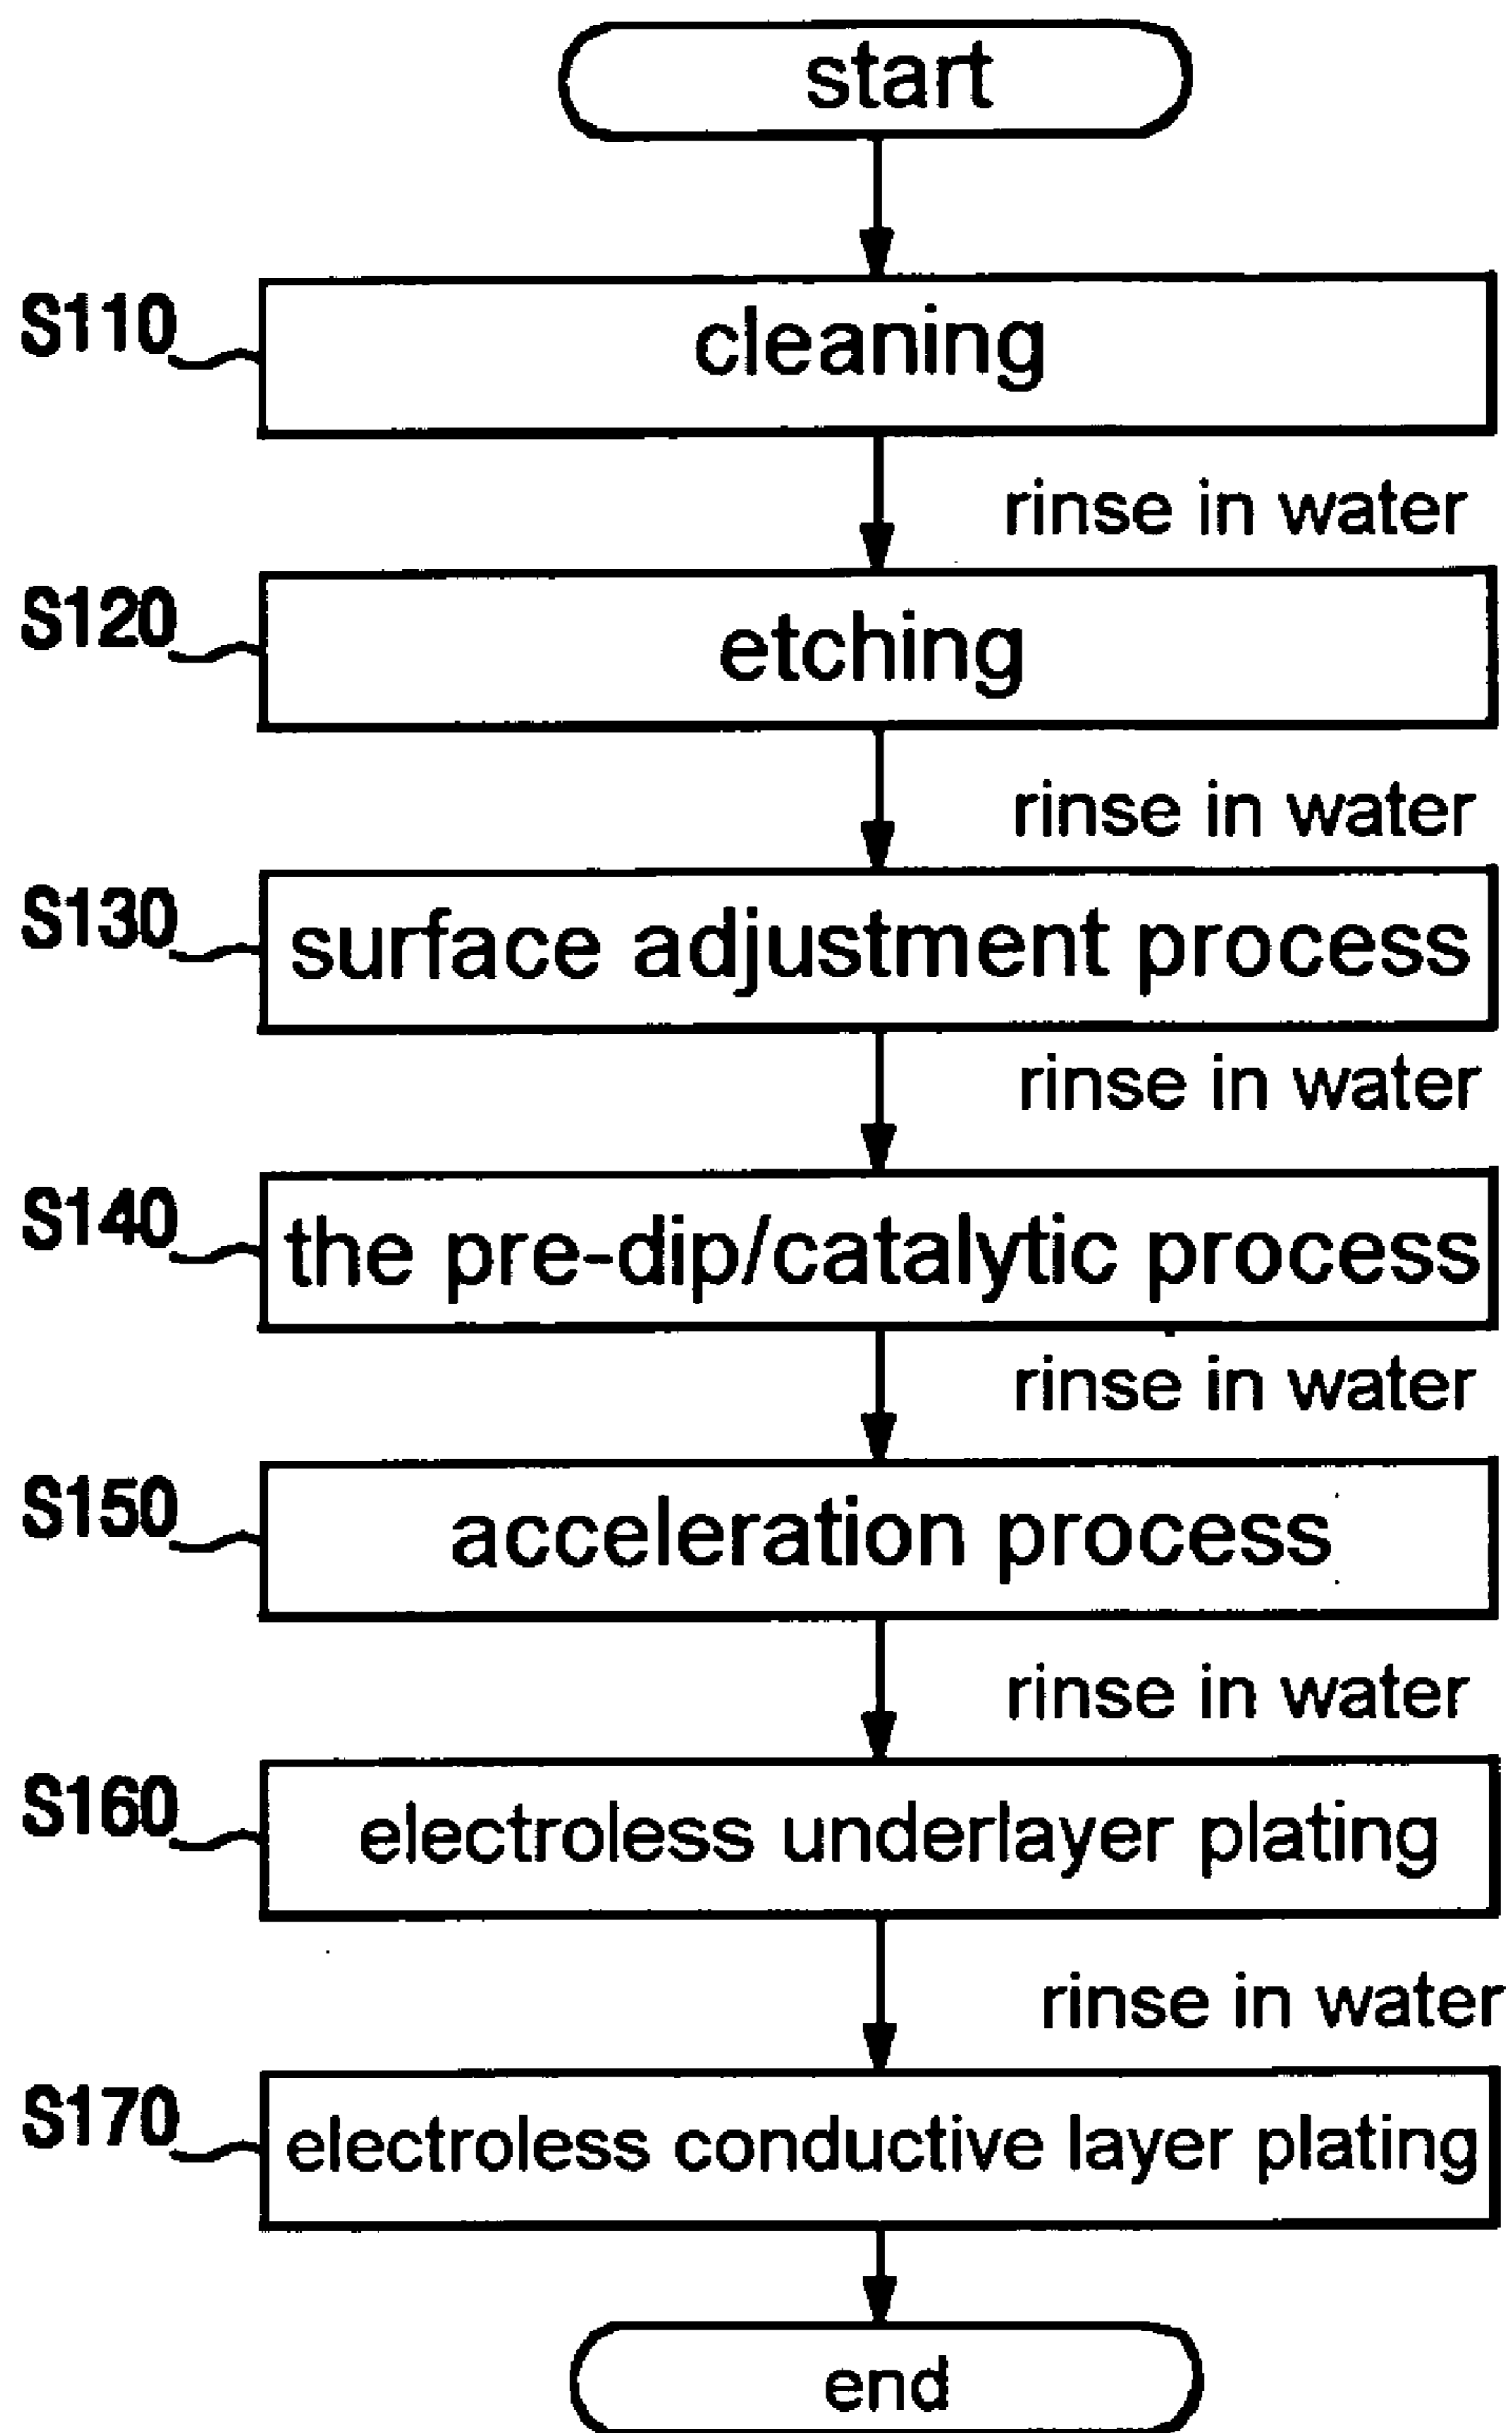 start
S110
cleaning
rinse in water
S120
etching
rinse in water
S130
surface adjustment process
rinse in water
S140
the pre-dip/catalytic process
rinse in water
S150
acceleration process
rinse in water
S160
electroless underlayer plating
rinse in water
S170
electroless conductive layer plating
end